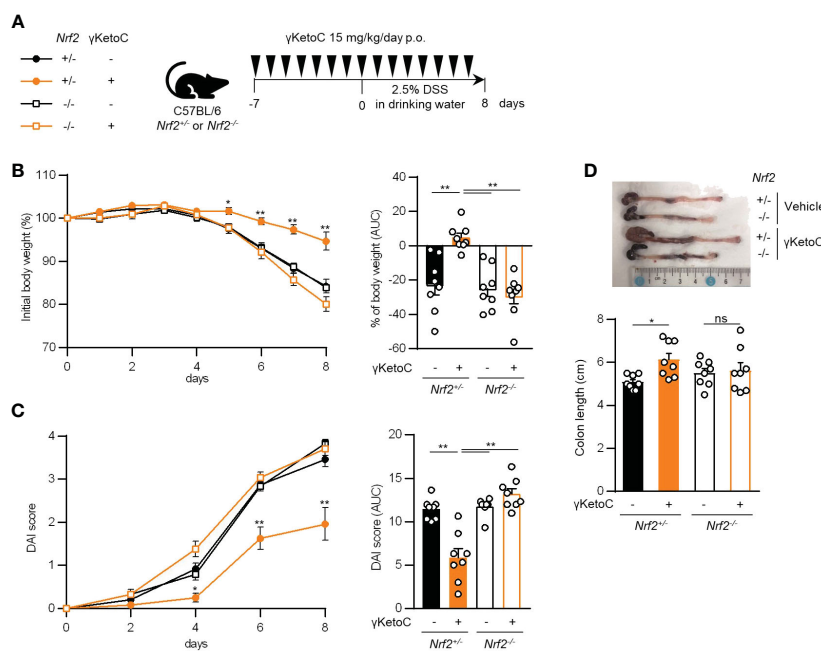 A
Nrf2 γKetoC
+/- -
+/- +
-/- -
-/- +
C57BL/6
Nrf2+/- or Nrf2-/-
γKetoC 15 mg/kg/day p.o.
2.5% DSS
in drinking water
-7 0 8 days
B
Initial body weight (%)
110
100
90
80
70
0 2 4 6 8
days
* ** ** **
% of body weight (AUC)
40
20
0
-20
-40
-60
** **
γKetoC - + - +
Nrf2+/- Nrf2-/-
C
DAI score
4
3
2
1
0
0 2 4 6 8
days
* ** **
DAI score (AUC)
20
15
10
5
0
** **
γKetoC - + - +
Nrf2+/- Nrf2-/-
D
Nrf2
+/-
-/-
Vehicle
+/-
-/-
γKetoC
Colon length (cm)
8
6
4
2
0
* ns
γKetoC - + - +
Nrf2+/- Nrf2-/-